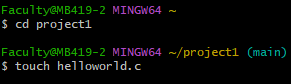 Faculty@MB419-2 MINGW64 ~
$ cd project1
Faculty@MB419-2 MINGW64 ~/project1 (main)
$ touch helloworld.c